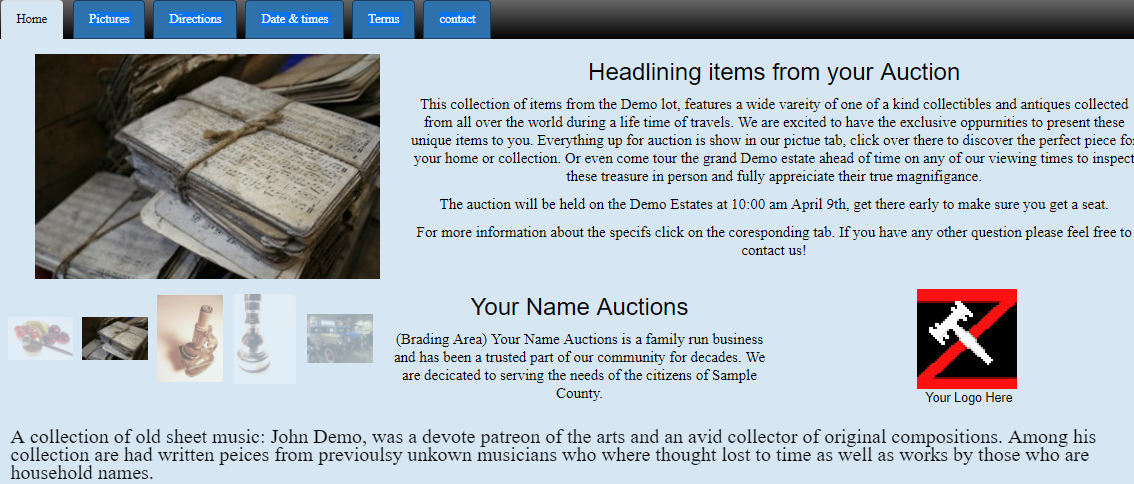 Home Pictures Directions Date & times Terms contact
Headlining items from your Auction
This collection of items from the Demo lot, features a wide vareity of one of a kind collectibles and antiques collected
from all over the world during a life time of travels. We are excited to have the exclusive oppurnities to present these
unique items to you. Everything up for auction is show in our pictue tab, click over there to discover the perfect piece for
your home or collection. Or even come tour the grand Demo estate ahead of time on any of our viewing times to inspect
these treasure in person and fully appreiciate their true magnifigance.
The auction will be held on the Demo Estates at 10:00 am April 9th, get there early to make sure you get a seat.
For more information about the specifs click on the coresponding tab. If you have any other question please feel free to
contact us!
Your Name Auctions
(Brading Area) Your Name Auctions is a family run business
and has been a trusted part of our community for decades. We
are decicated to serving the needs of the citizens of Sample
County.
Your Logo Here
A collection of old sheet music: John Demo, was a devote patreon of the arts and an avid collector of original compositions. Among his
collection are had written peices from previoulsy unkown musicians who where thought lost to time as well as works by those who are
household names.